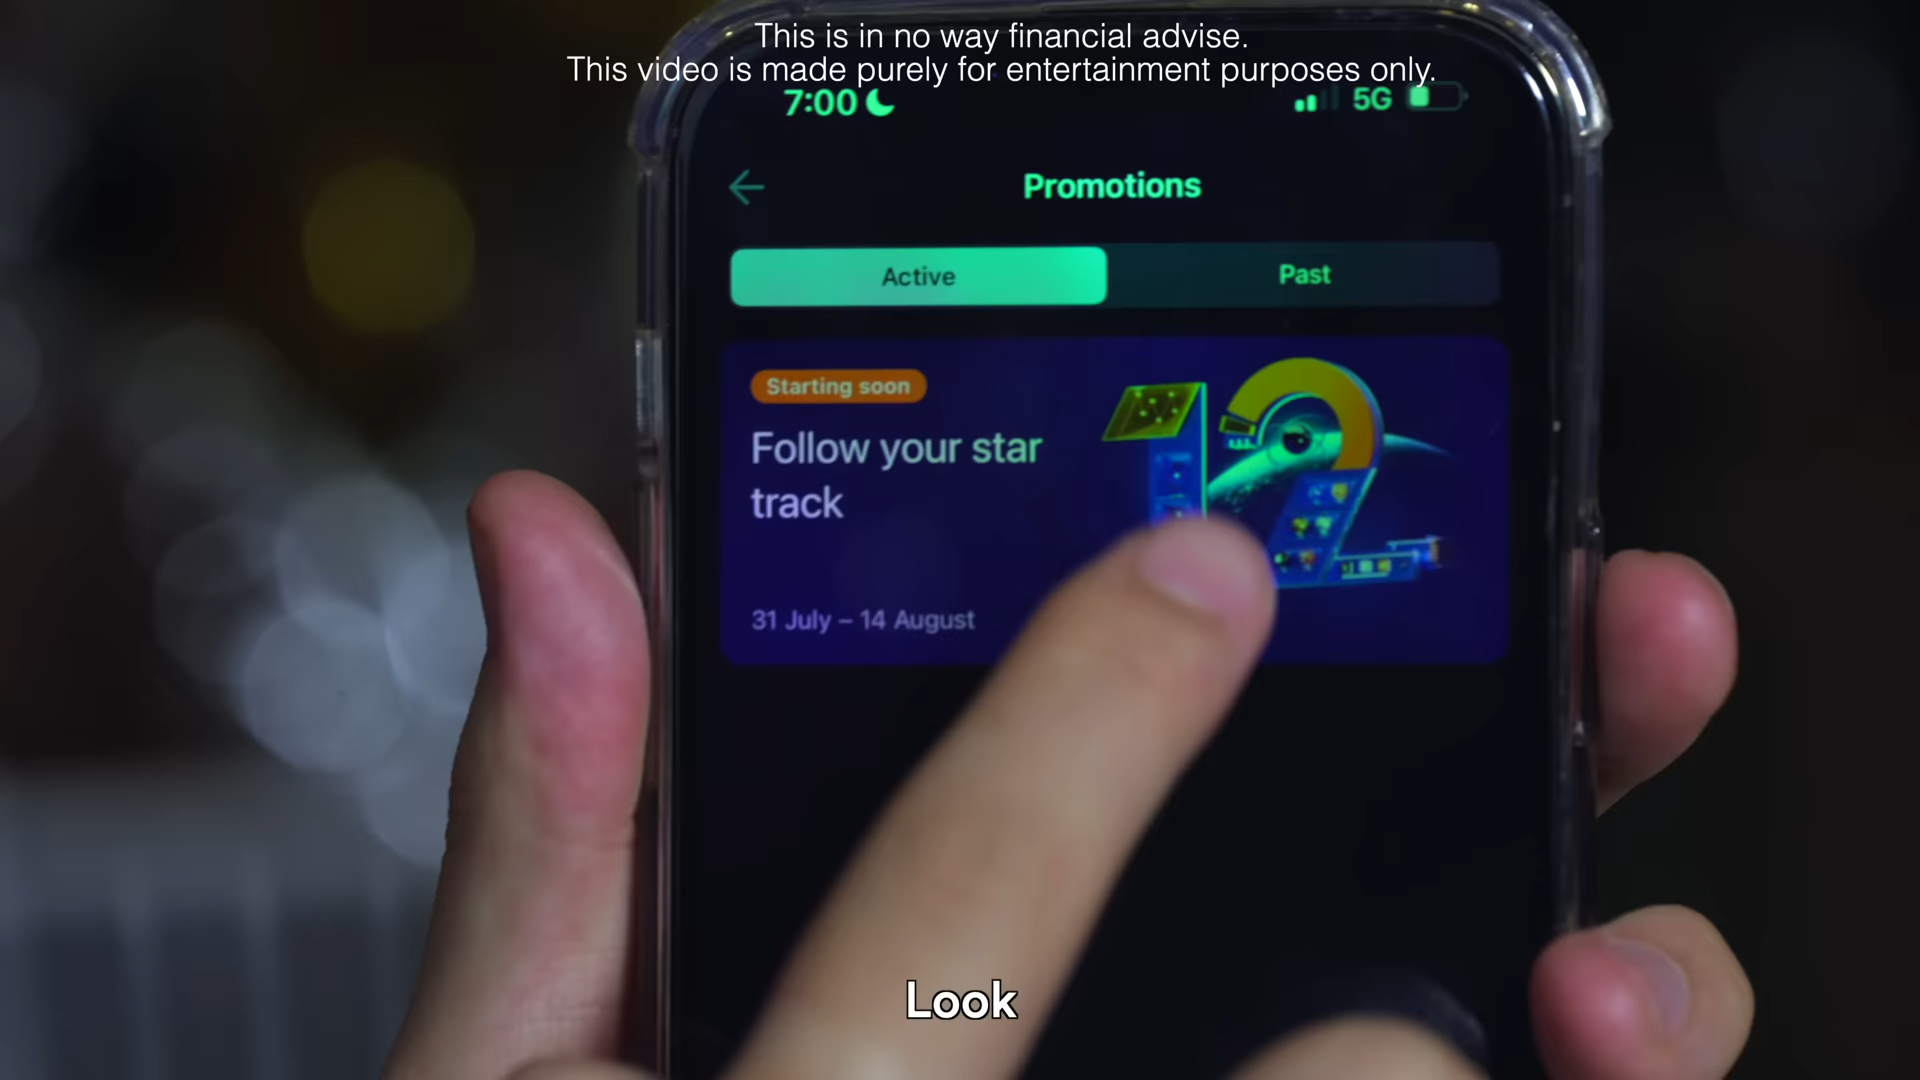 This is in no way financial advise.
This video is made purely for entertainment purposes only.
7:00
5G
Promotions
Active
Past
Starting soon
Follow your star
track
12
31 July – 14 August
Look